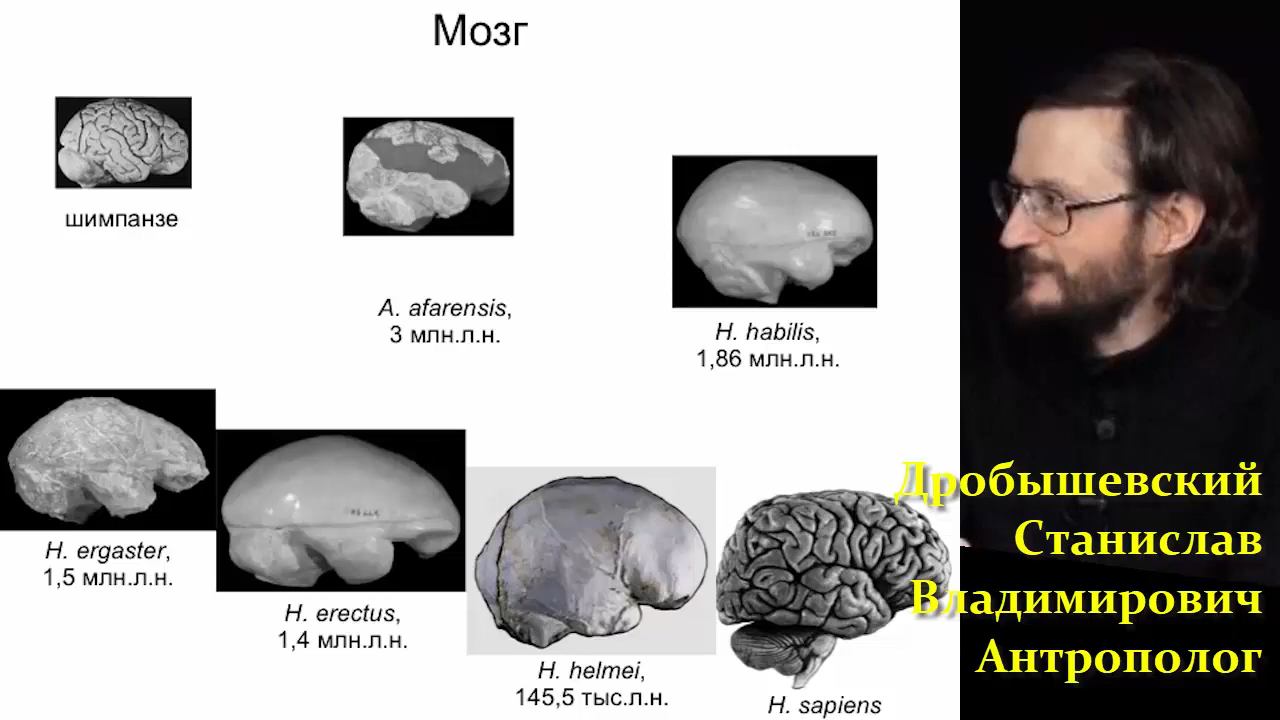 Мозг
шимпанзе
A. afarensis,
3 млн.л.н.
H. habilis,
1,86 млн.л.н.
H. ergaster,
1,5 млн.л.н.
H. erectus,
1,4 млн.л.н.
H. helmei,
145,5 тыс.л.н.
H. sapiens
Дробышевский
Станислав
Владимирович
Антрополог